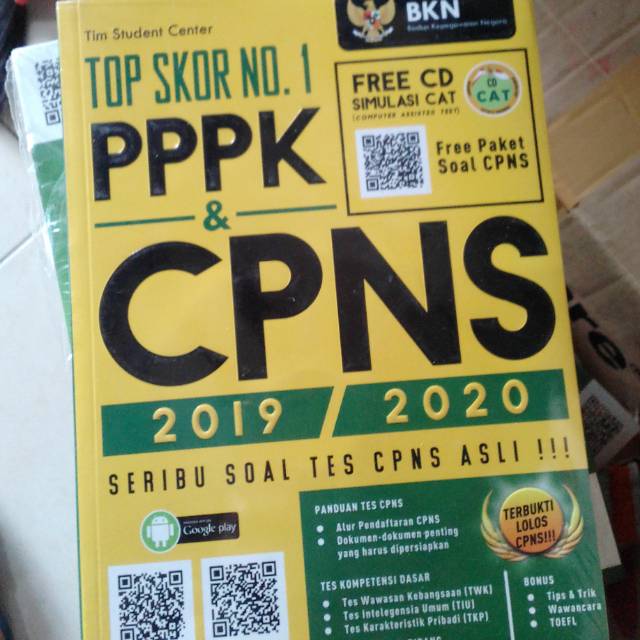 Tim Student Center
BKN
Badan Kepegawaian Negara
TOP SKOR NO. 1
PPPK
&
CPNS
2019 / 2020
FREE CD
SIMULASI CAT
(COMPUTER ASSISTED TEST)
CD
CAT
Free Paket
Soal CPNS
SERIBU SOAL TES CPNS ASLI !!!
Google play
PANDUAN TES CPNS
Alur Pendaftaran CPNS
Dokumen-dokumen penting
yang harus dipersiapkan
TERBUKTI
LOLOS
CPNS!!!
TES KOMPETENSI DASAR
Tes Wawasan Kebangsaan (TWK)
Tes Intelegensia Umum (TIU)
Tes Karakteristik Pribadi (TKP)
BONUS
Tips & Trik
Wawancara
TOEFL